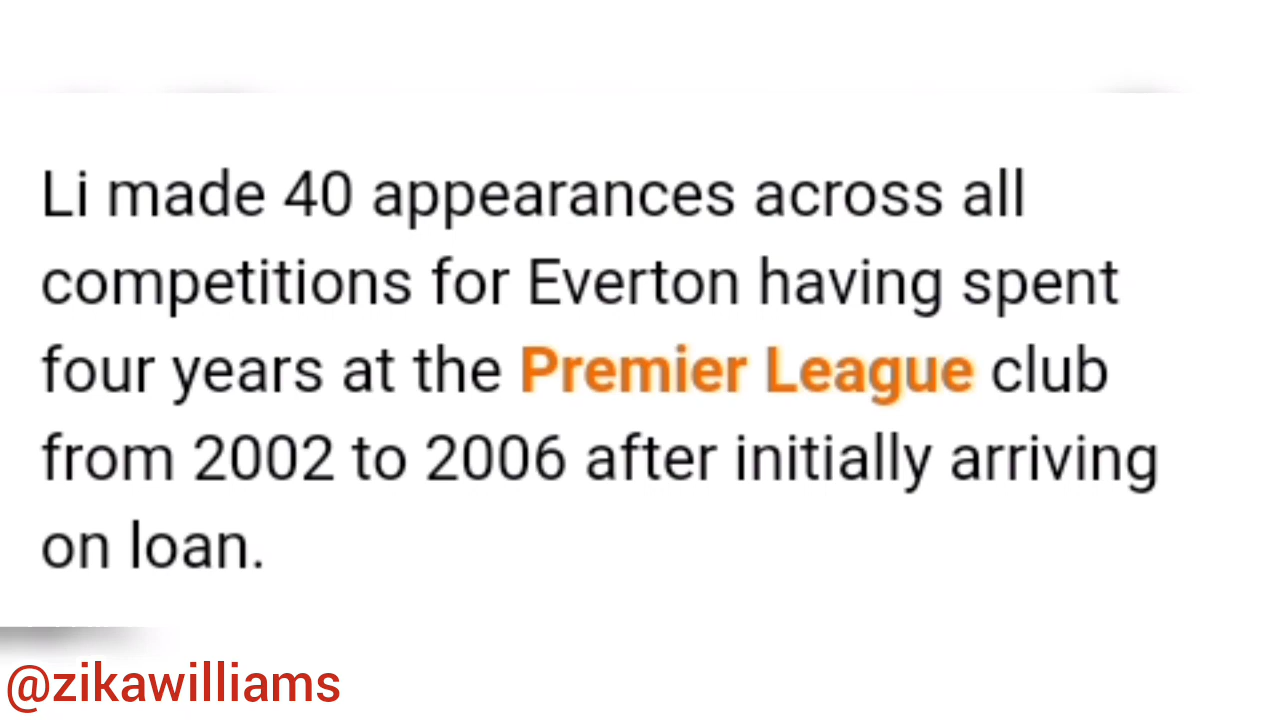 Li made 40 appearances across all
competitions for Everton having spent
four years at the Premier League club
from 2002 to 2006 after initially arriving
on loan.
@zikawilliams